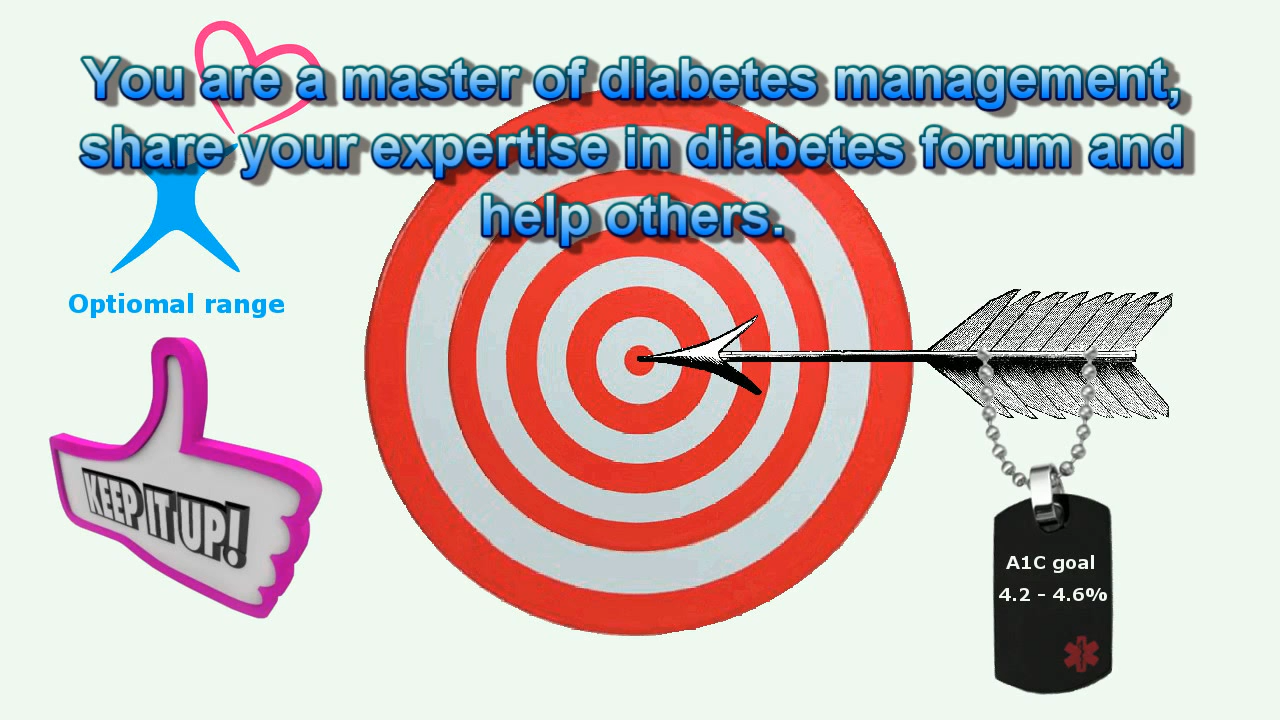 You are a master of diabetes management,
share your expertise in diabetes forum and
help others.
Optiomal range
KEEP IT UP!
A1C goal
4.2 - 4.6%